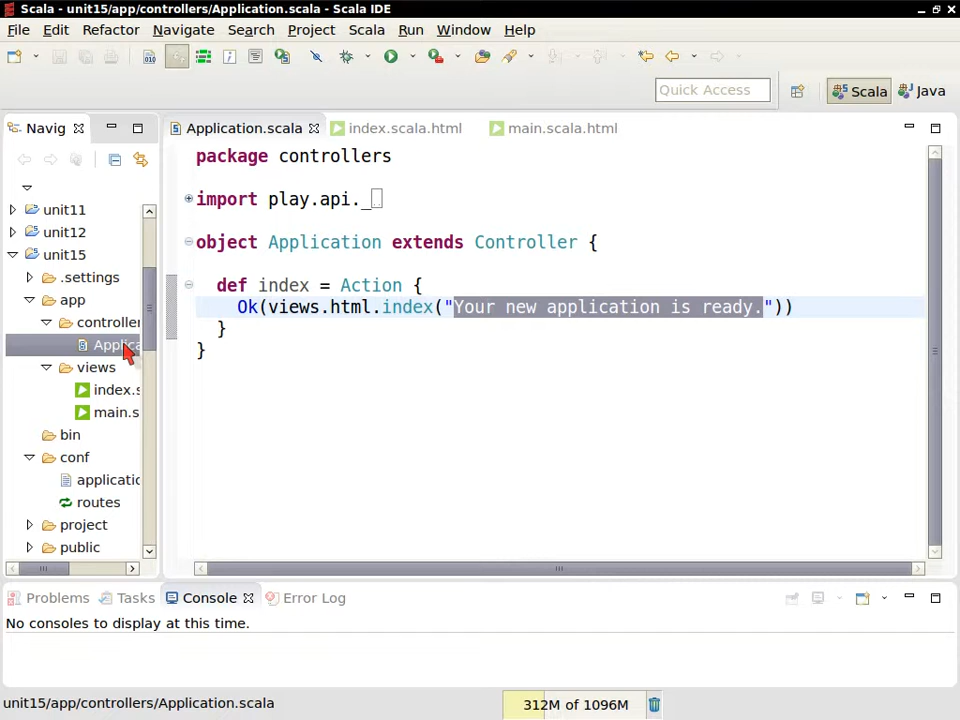 Scala - unit15/app/controllers/Application.scala - Scala IDE
File Edit Refactor Navigate Search Project Scala Run Window Help
Quick Access
Scala
Java
Navig
Application.scala
index.scala.html
main.scala.html
unit11
unit12
unit15
.settings
app
controller
Applica
views
index.s
main.s
bin
conf
applicatio
routes
project
public
package controllers
import play.api._
object Application extends Controller {
def index = Action {
Ok(views.html.index("Your new application is ready."))
}
}
Problems
Tasks
Console
Error Log
No consoles to display at this time.
unit15/app/controllers/Application.scala
312M of 1096M